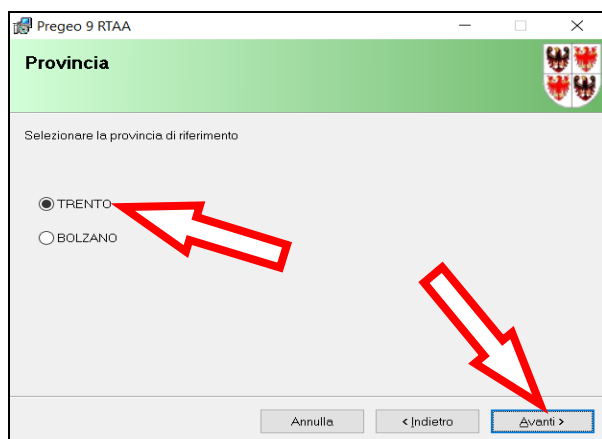 Pregeo 9 RTAA
Provincia
Selezionare la provincia di riferimento
TRENTO
BOLZANO
Annulla
< Indietro
Avanti >